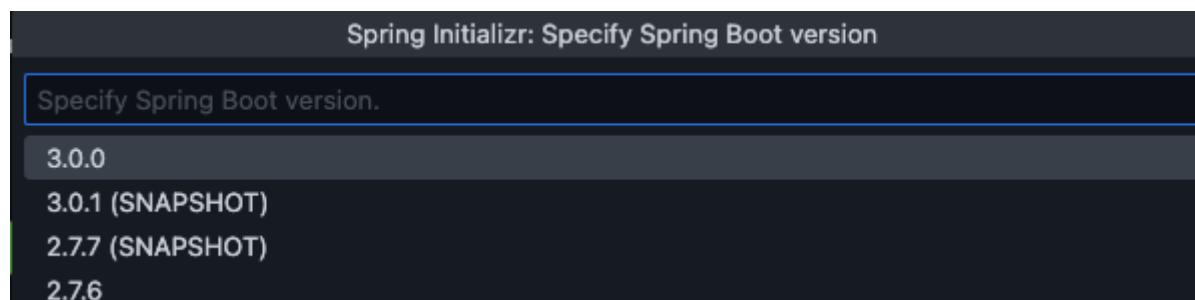 Spring Initializr: Specify Spring Boot version
Specify Spring Boot version.
3.0.0
3.0.1 (SNAPSHOT)
2.7.7 (SNAPSHOT)
2.7.6